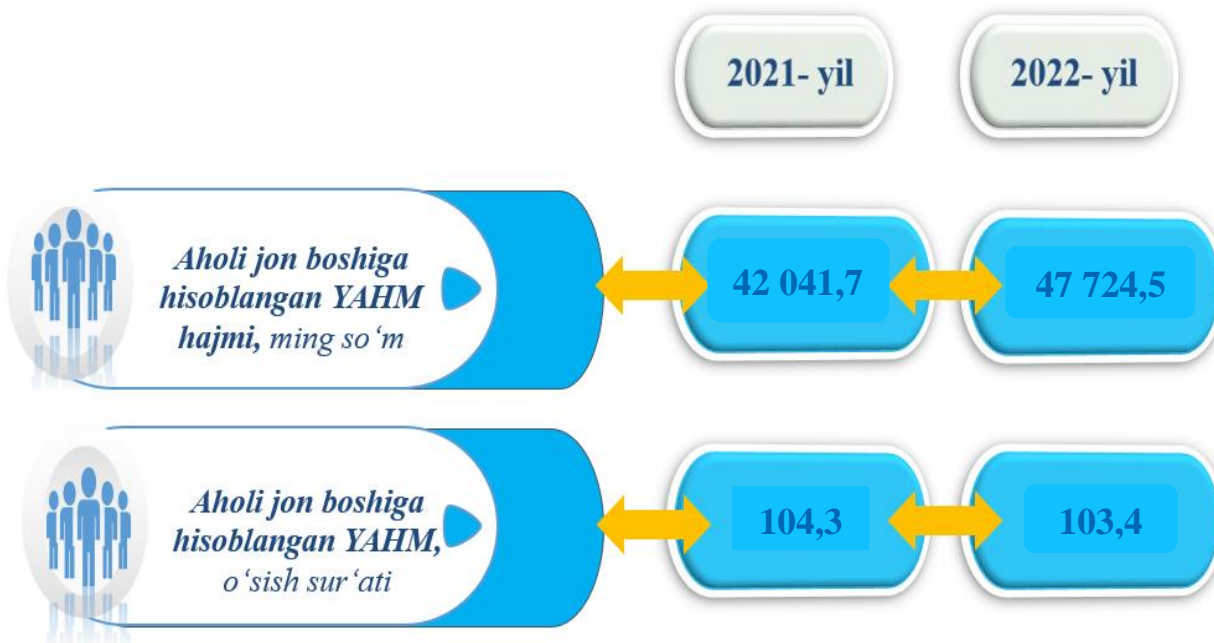 2021- yil
2022- yil
Aholi jon boshiga
hisoblangan YAHM
hajmi, ming so‘m
42 041,7
47 724,5
Aholi jon boshiga
hisoblangan YAHM,
o‘sish sur‘ati
104,3
103,4